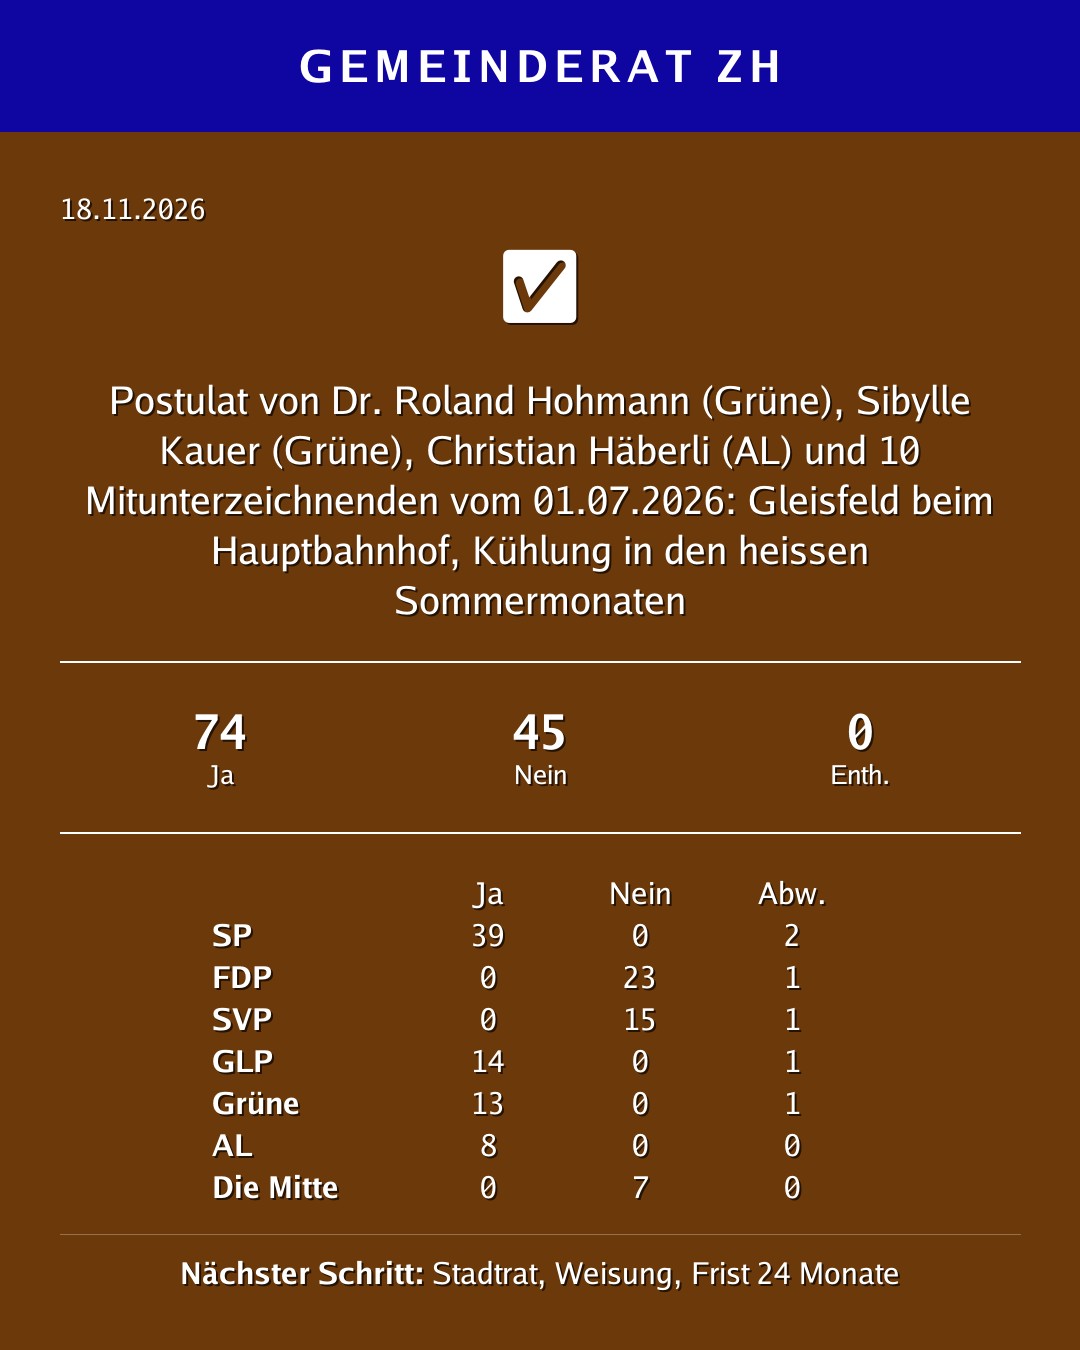 GEMEINDERAT ZH
18.11.2026
Postulat von Dr. Roland Hohmann (Grüne), Sibylle
Kauer (Grüne), Christian Häberli (AL) und 10
Mitunterzeichnenden vom 01.07.2026: Gleisfeld beim
Hauptbahnhof, Kühlung in den heissen
Sommermonaten
74 45 0
Ja Nein Enth.
Ja Nein Abw.
SP 39 0 2
FDP 0 23 1
SVP 0 15 1
GLP 14 0 1
Grüne 13 0 1
AL 8 0 0
Die Mitte 0 7 0
Nächster Schritt: Stadtrat, Weisung, Frist 24 Monate